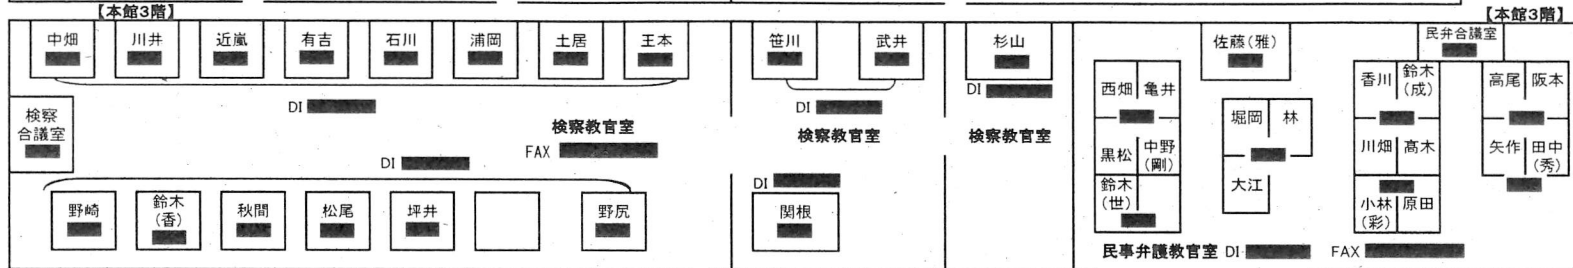 【本館3階】
【本館3階】
中畑
川井
近嵐
有吉
石川
浦岡
土居
王本
笹川
武井
杉山
佐藤(雅)
民弁合議室
DI
DI
DI
検察
合議室
検察教官室
FAX
検察教官室
検察教官室
DI
DI
野崎
鈴木
(香)
秋間
松尾
坪井
野尻
関根
西畑
亀井
黒松
中野
(剛)
鈴木
(世)
堀岡
林
大江
香川
鈴木
(成)
川畑
髙木
小林
(彩)
原田
高尾
阪本
矢作
田中
(秀)
民事弁護教官室 DI
FAX